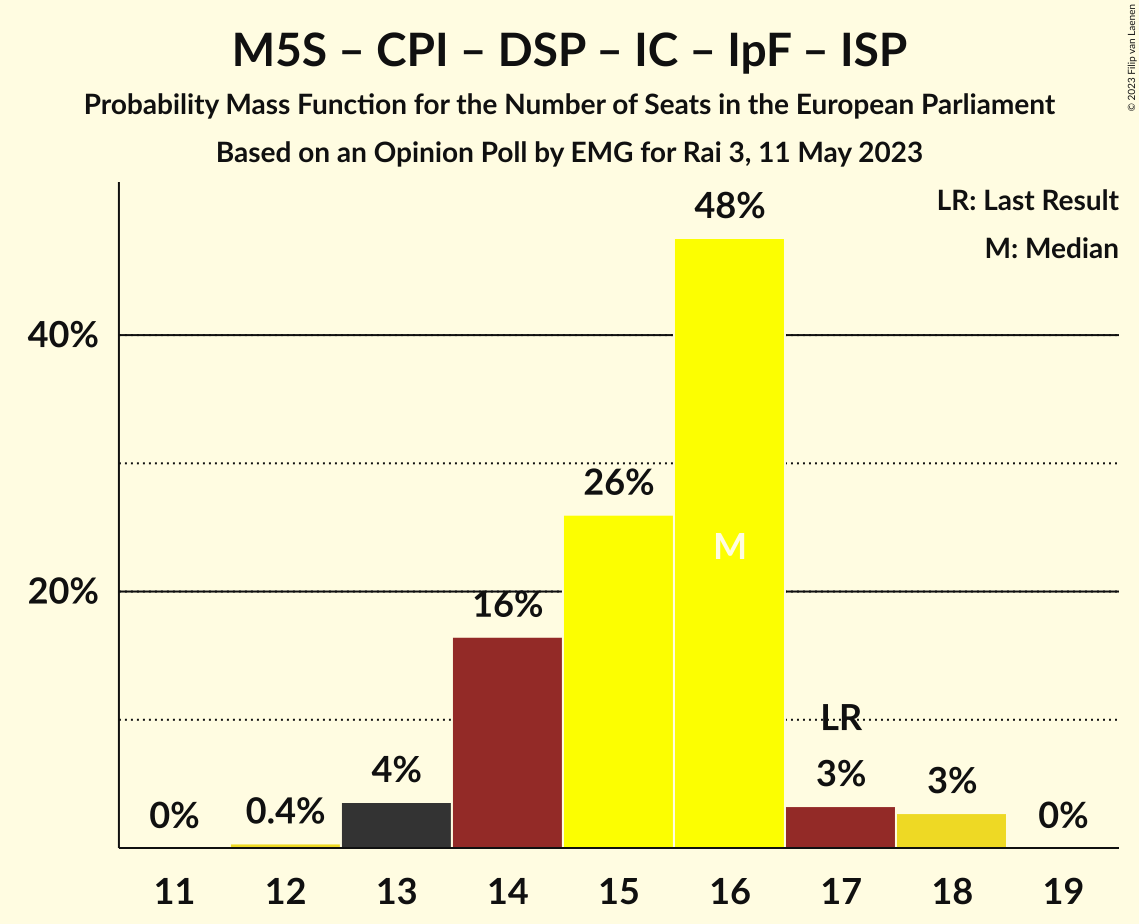 M5S – CPI – DSP – IC – IpF – ISP
Probability Mass Function for the Number of Seats in the European Parliament
Based on an Opinion Poll by EMG for Rai 3, 11 May 2023
© 2023 Filip van Laenen
LR: Last Result
M: Median
48%
40%
26%
M
20%
16%
LR
4%
3%
3%
0%
0.4%
0%
11 12 13 14 15 16 17 18 19